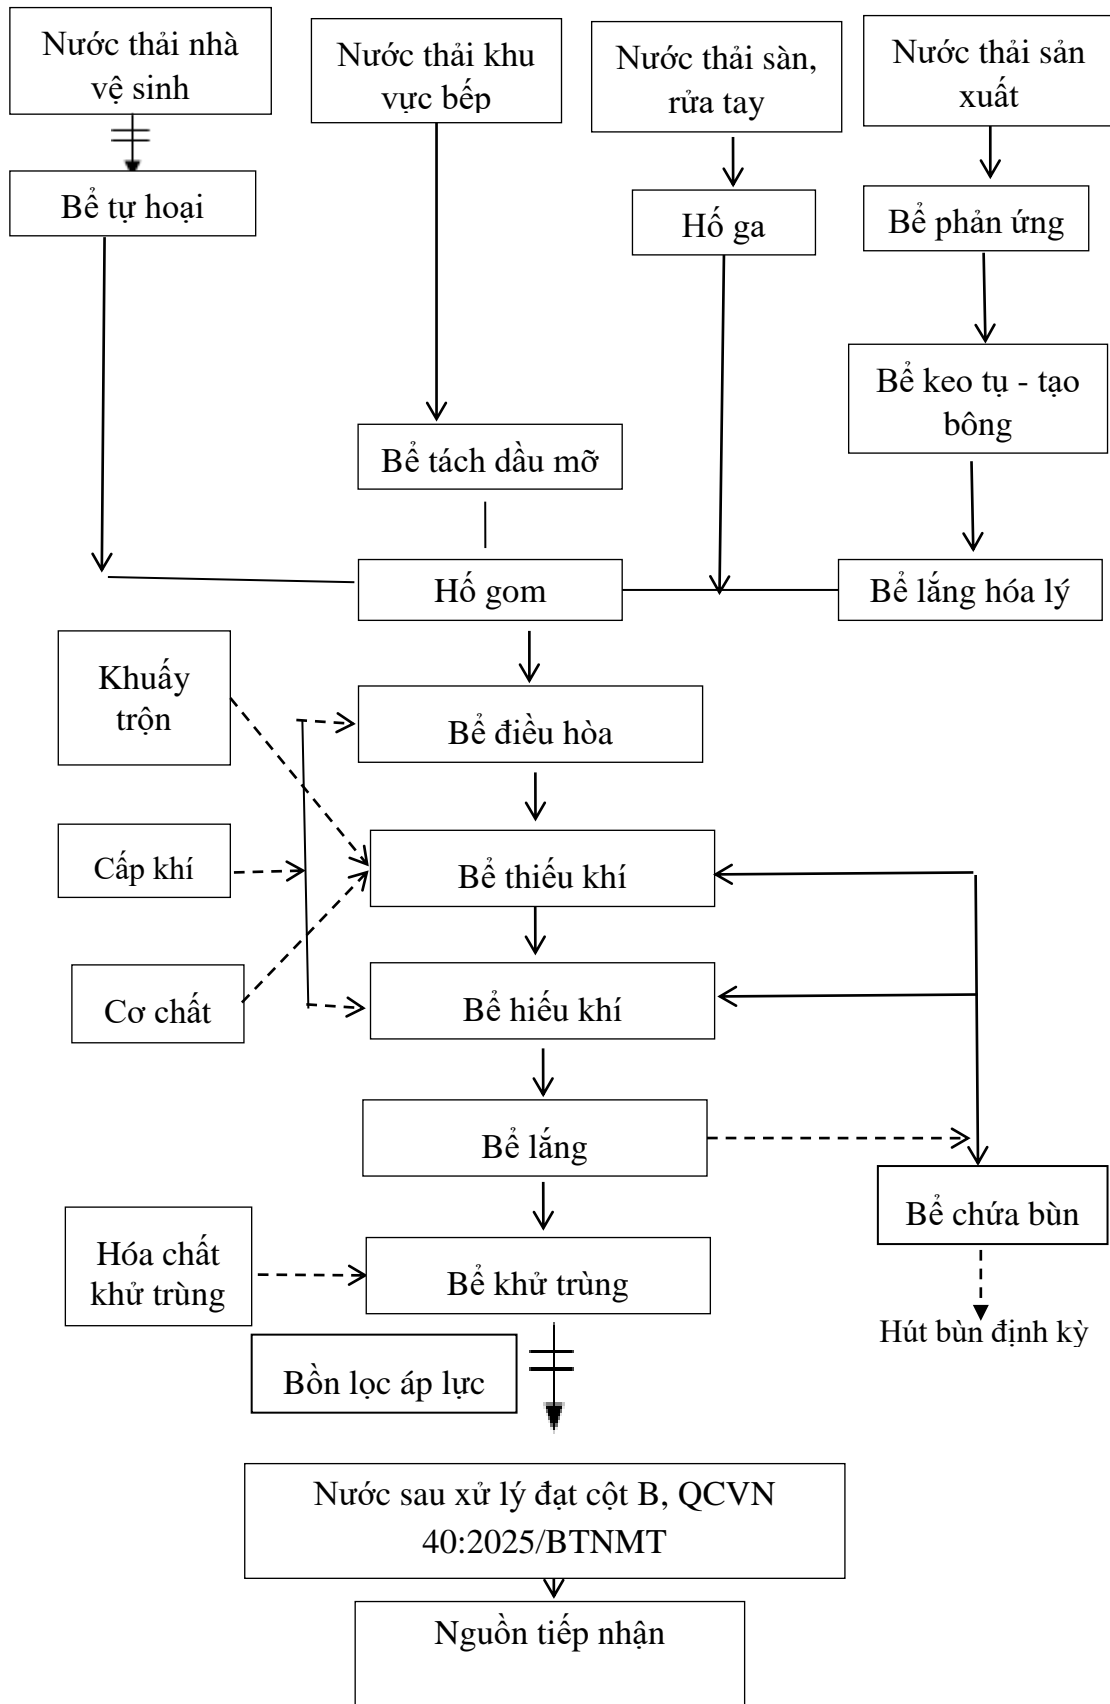 Nước thải nhà
vệ sinh
Nước thải khu
vực bếp
Nước thải sàn,
rửa tay
Nước thải sản
xuất
Bể tự hoại
Hố ga
Bể phản ứng
Bể keo tụ - tạo
bông
Bể tách dầu mỡ
Hố gom
Bể lắng hóa lý
Khuấy
trộn
Bể điều hòa
Cấp khí
Bể thiếu khí
Cơ chất
Bể hiếu khí
Bể lắng
Bể chứa bùn
Hóa chất
khử trùng
Bể khử trùng
Hút bùn định kỳ
Bồn lọc áp lực
Nước sau xử lý đạt cột B, QCVN
40:2025/BTNMT
Nguồn tiếp nhận